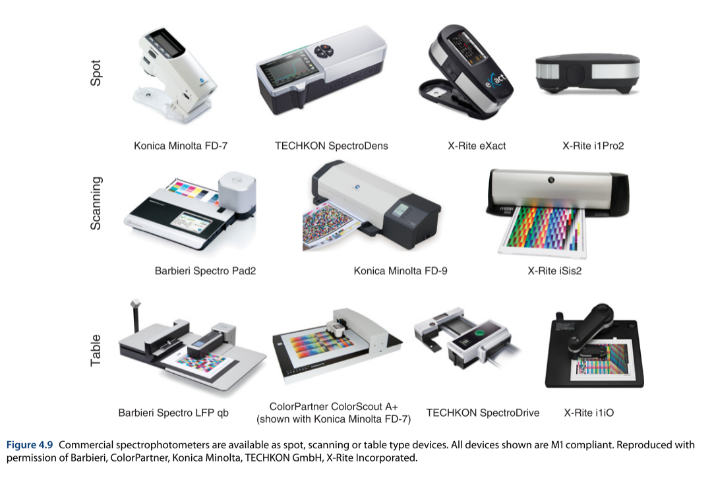 Spot
Konica Minolta FD-7
TECHKON SpectroDens
X-Rite eXact
X-Rite i1Pro2
Scanning
Barbieri Spectro Pad2
Konica Minolta FD-9
X-Rite iSis2
Table
Barbieri Spectro LFP qb
ColorPartner ColorScout A+
(shown with Konica Minolta FD-7)
TECHKON SpectroDrive
X-Rite i1iO
Figure 4.9 Commercial spectrophotometers are available as spot, scanning or table type devices. All devices shown are M1 compliant. Reproduced with
permission of Barbieri, ColorPartner, Konica Minolta, TECHKON GmbH, X-Rite Incorporated.